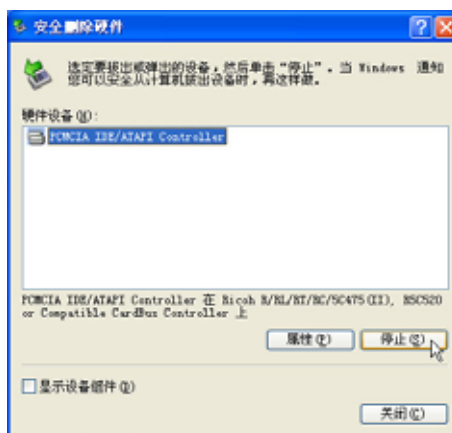 安全删除硬件
选定要拔出或弹出的设备，然后单击“停止”。当 Windows 通知
您可以安全从计算机拔出设备时，再这样做。
硬件设备(H):
PCMCIA IDE/ATAPI Controller
PCMCIA IDE/ATAPI Controller 在 Ricoh R/RL/RT/RC/5C475(II), R5C520
or Compatible CardBus Controller 上
属性(P)
停止(S)
显示设备组件(D)
关闭(C)